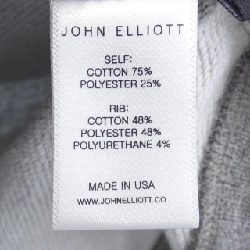 JOHN ELLIOTT
SELF:
COTTON 75%
POLYESTER 25%
RIB:
COTTON 48%
POLYESTER 48%
POLYURETHANE 4%
MADE IN USA
WWW.JOHNELLIOTT.CO